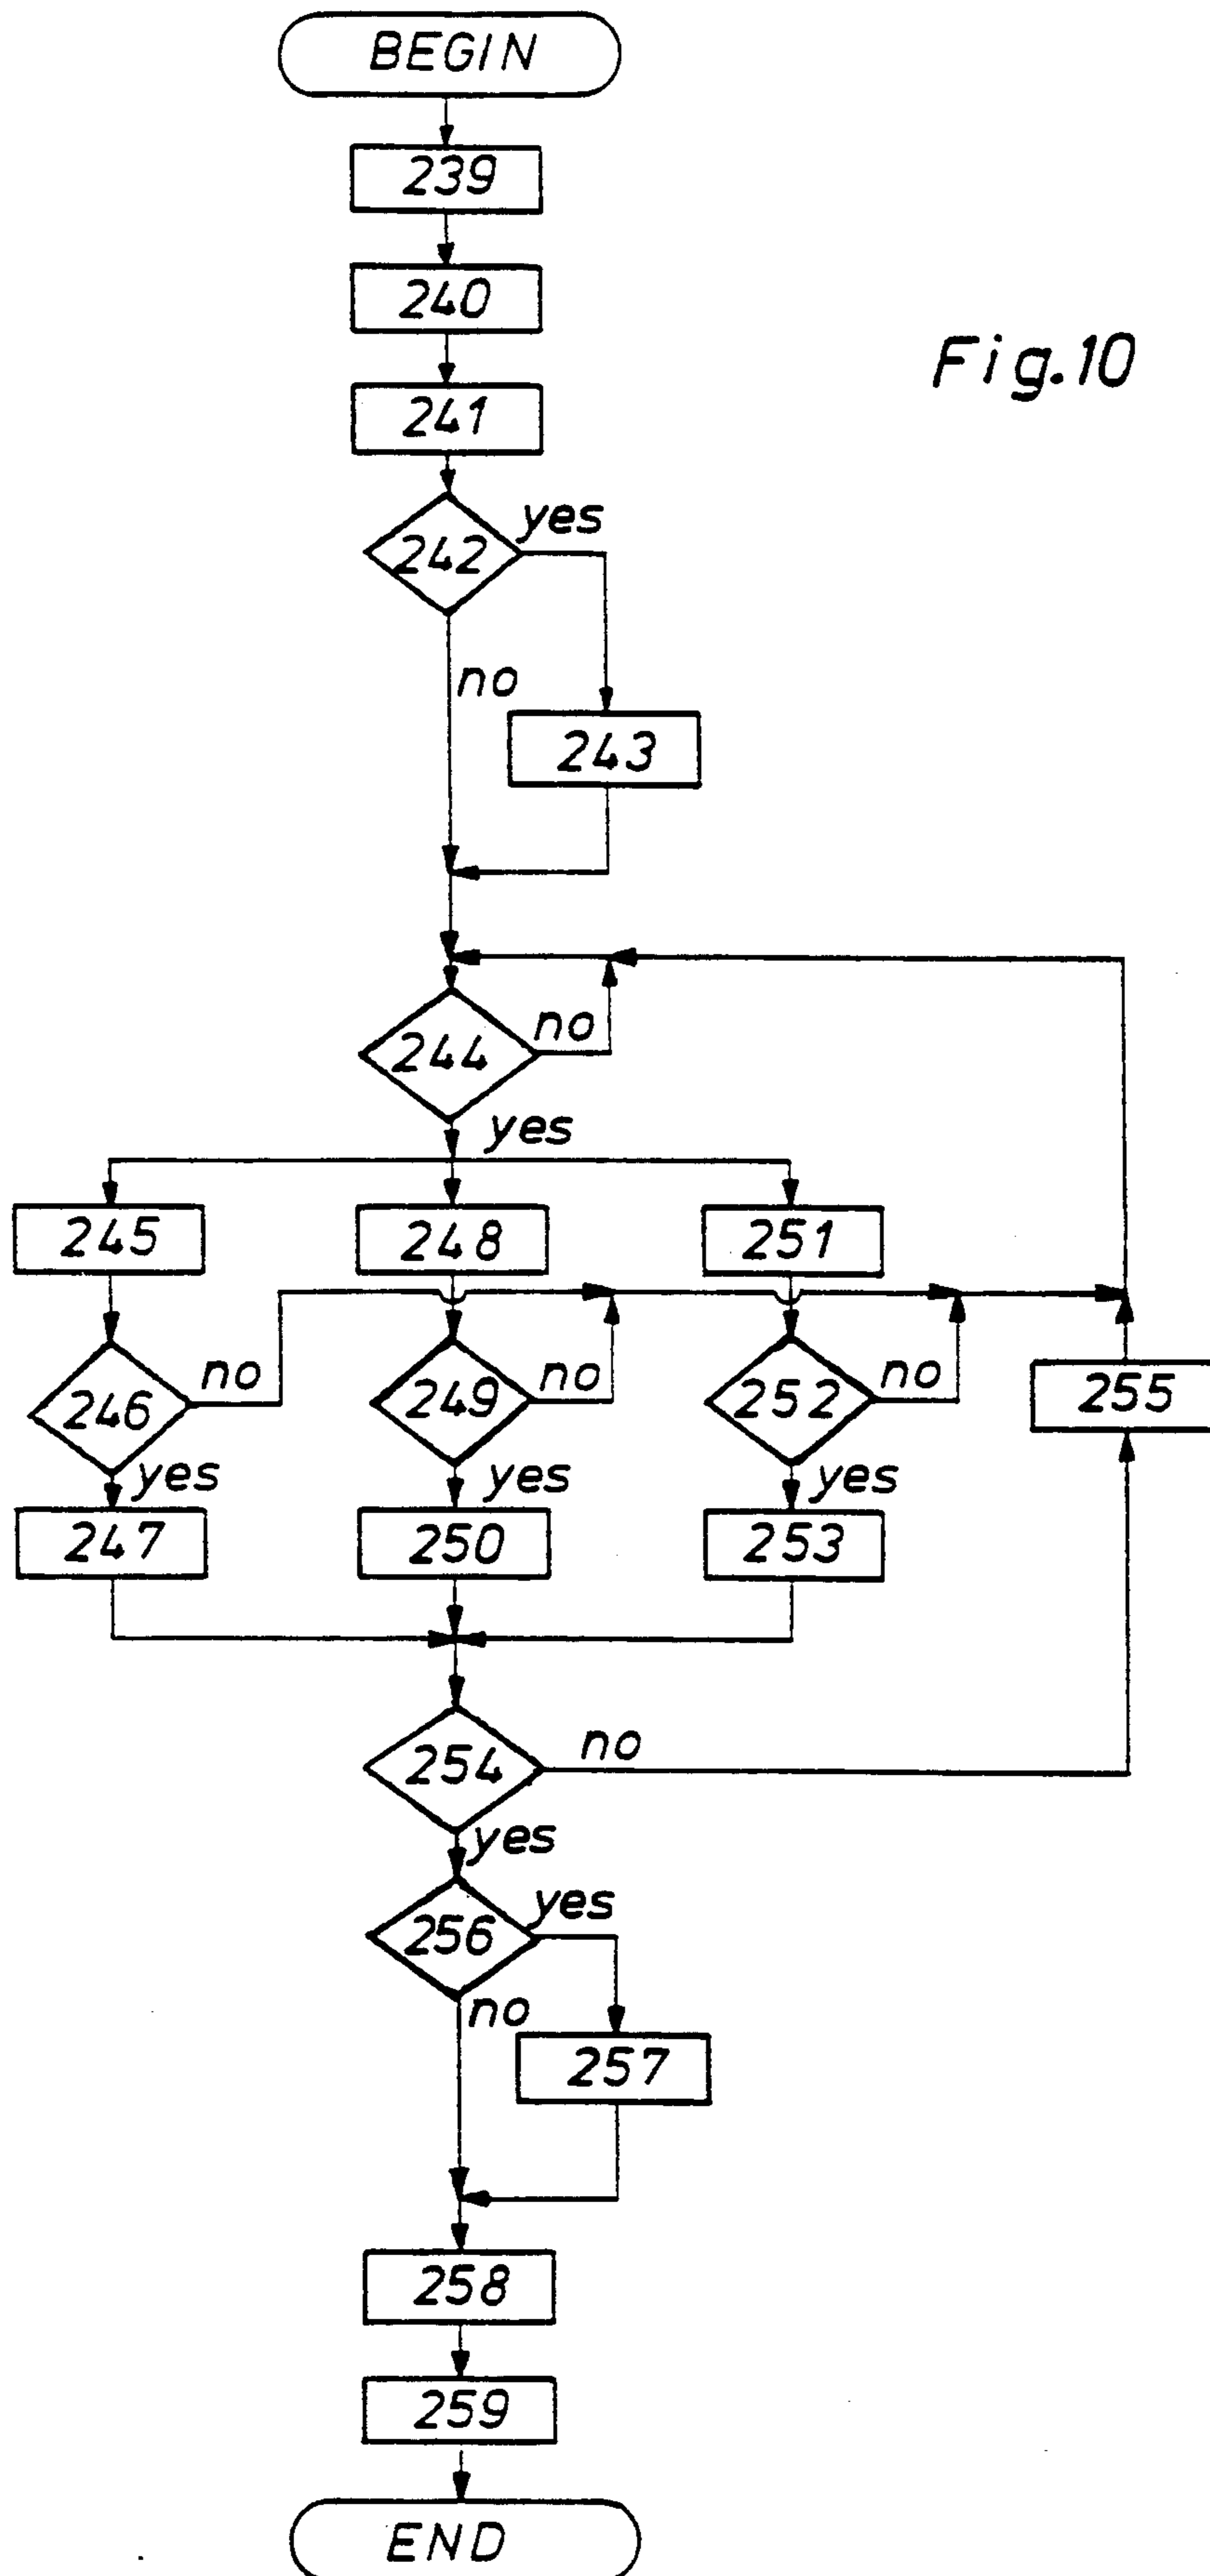 BEGIN
239
240
Fig.10
241
242
yes
no
243
244
no
yes
245
248
251
246
no
249
no
252
no
255
yes
yes
yes
247
250
253
254
no
yes
256
yes
no
257
258
259
END